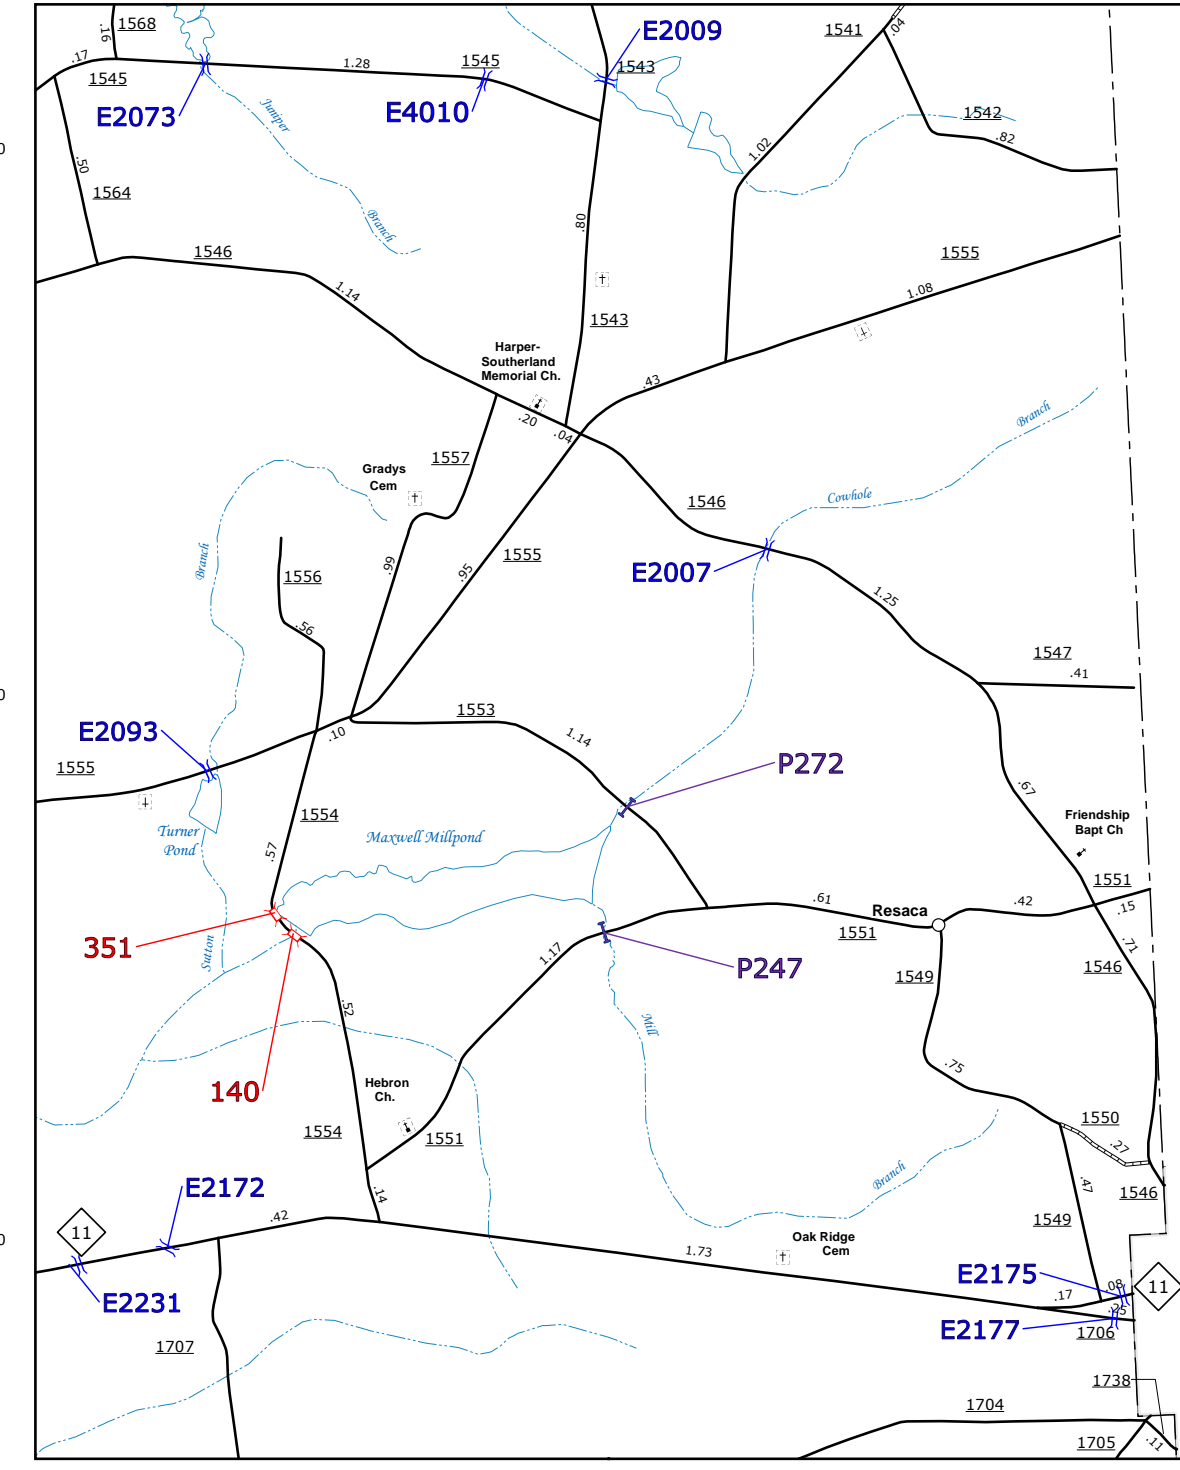 1568
.16
1541
.04
E2009
.17
1545
1.28
1545
1543
E2073
E4010
Juniper
1542
.82
1.02
.50
1564
Branch
.80
1546
1555
1.14
1.08
1543
Harper-
Southerland
Memorial Ch.
.43
.20
.04
Branch
1557
Gradys
Cem
1546
Cowhole
Branch
.99
.95
1555
E2007
1556
1.25
.56
1547
.41
1553
E2093
.10
1.14
1555
P272
.67
1554
Friendship
Bapt Ch
Turner
Pond
Maxwell Millpond
.57
1551
.61
Resaca
.42
.15
351
1551
.71
Sutton
1.17
P247
1549
1546
.52
Mill
.75
140
Hebron
Ch.
1554
1551
1550
.27
Branch
E2172
.14
.47
1546
11
.42
1549
1.73
Oak Ridge
Cem
E2175
.08
11
E2231
.17
.25
E2177
1706
1707
1738
1704
1705
.11
0
0
0